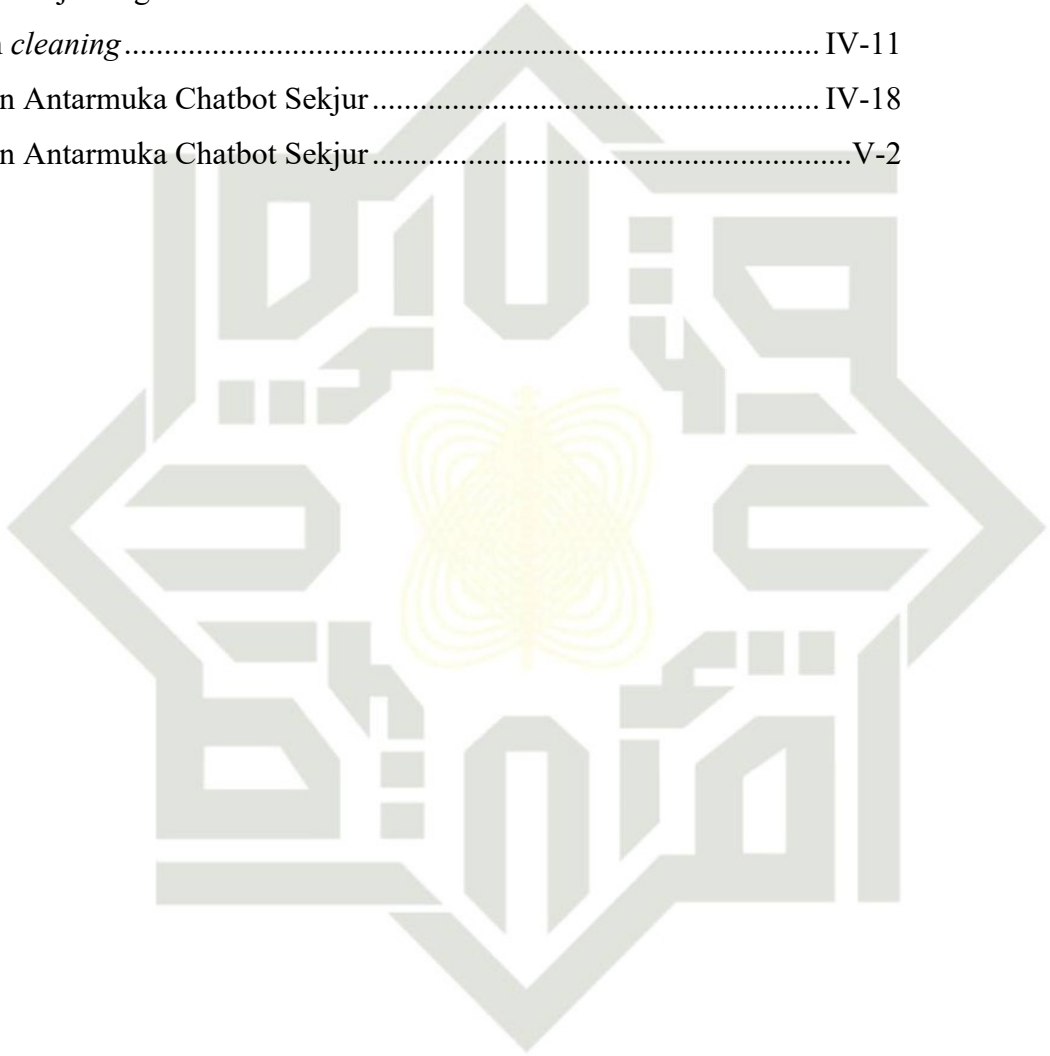 n cleaning........................................................................................ IV-11
n Antarmuka Chatbot Sekjur........................................................ IV-18
n Antarmuka Chatbot Sekjur............................................................V-2